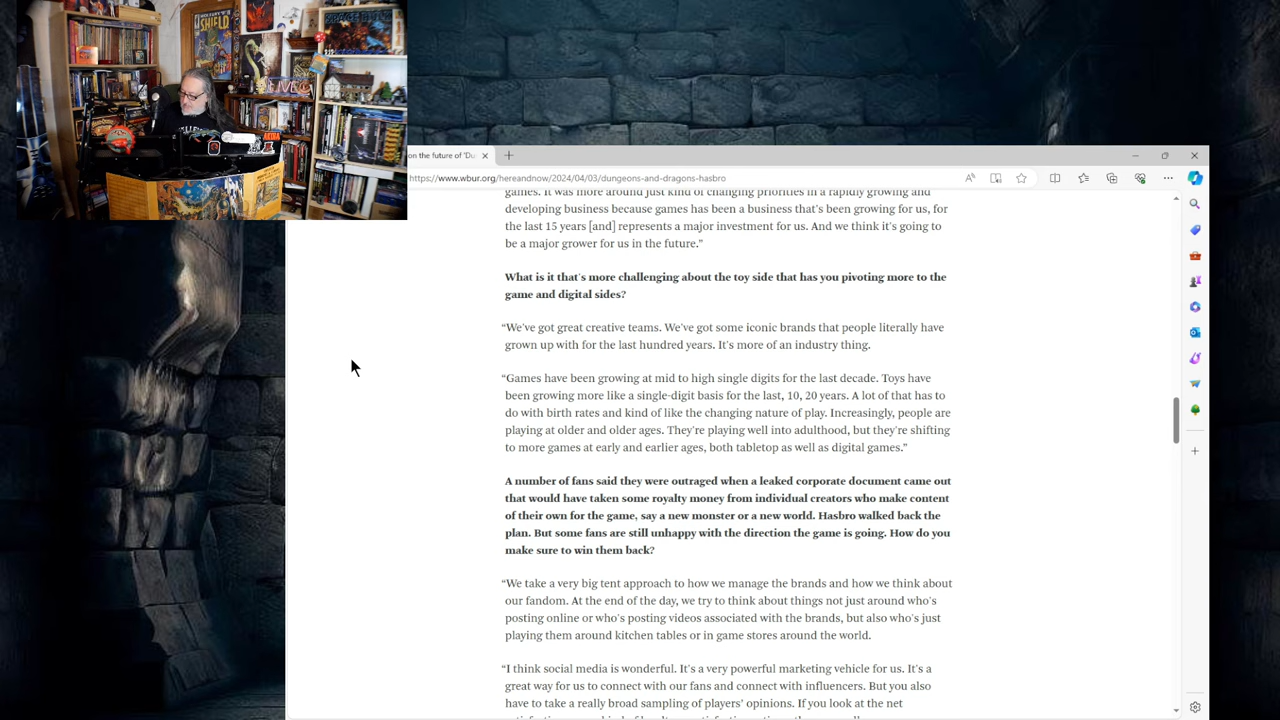 SHIELD
LIVE
on the future of 'Du
https://www.wbur.org/hereandnow/2024/04/03/dungeons-and-dragons-hasbro
games. It was more around just kind of changing priorities in a rapidly growing and
developing business because games has been a business that's been growing for us, for
the last 15 years [and] represents a major investment for us. And we think it's going to
be a major grower for us in the future.”
What is it that's more challenging about the toy side that has you pivoting more to the
game and digital sides?
“We've got great creative teams. We've got some iconic brands that people literally have
grown up with for the last hundred years. It's more of an industry thing.
“Games have been growing at mid to high single digits for the last decade. Toys have
been growing more like a single-digit basis for the last, 10, 20 years. A lot of that has to
do with birth rates and kind of like the changing nature of play. Increasingly, people are
playing at older and older ages. They're playing well into adulthood, but they're shifting
to more games at early and earlier ages, both tabletop as well as digital games.”
A number of fans said they were outraged when a leaked corporate document came out
that would have taken some royalty money from individual creators who make content
of their own for the game, say a new monster or a new world. Hasbro walked back the
plan. But some fans are still unhappy with the direction the game is going. How do you
make sure to win them back?
“We take a very big tent approach to how we manage the brands and how we think about
our fandom. At the end of the day, we try to think about things not just around who's
posting online or who's posting videos associated with the brands, but also who's just
playing them around kitchen tables or in game stores around the world.
“I think social media is wonderful. It's a very powerful marketing vehicle for us. It's a
great way for us to connect with our fans and connect with influencers. But you also
have to take a really broad sampling of players' opinions. If you look at the net